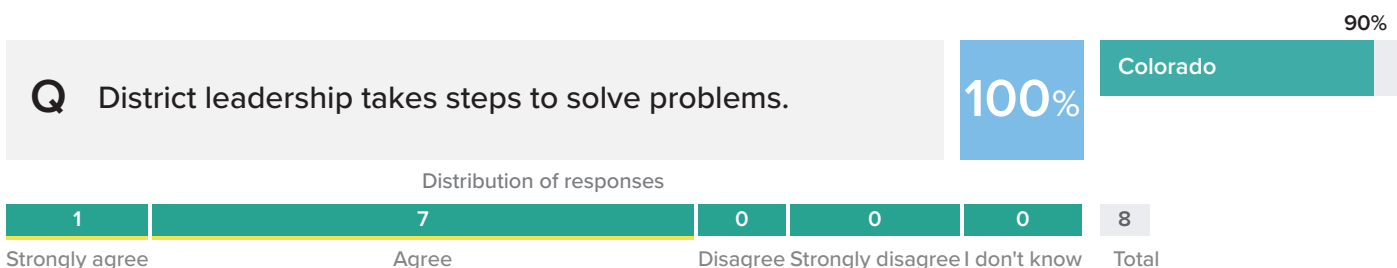 90%
Q District leadership takes steps to solve problems.
100%
Colorado
Distribution of responses
1 7 0 0 0 8
Strongly agree Agree Disagree Strongly disagree I don't know Total